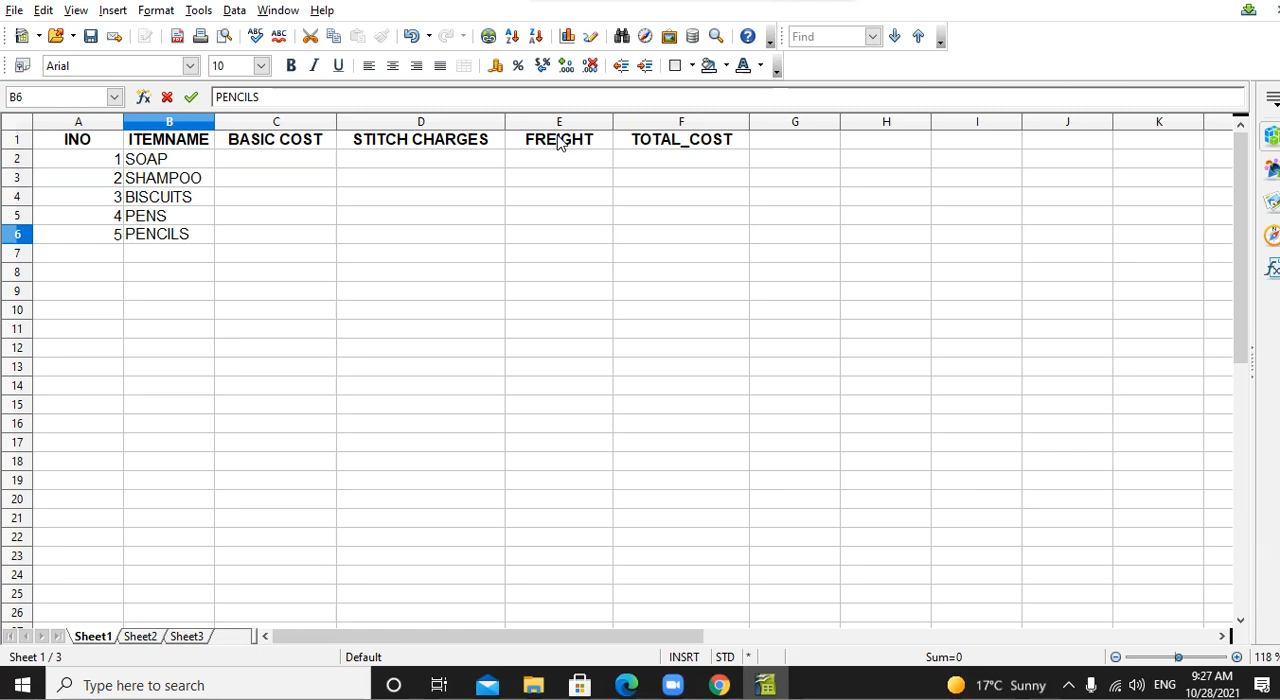 File Edit View Insert Format Tools Data Window Help
Find
Arial 10
B6 PENCILS
A B C D E F G H I J K
1 INO ITEMNAME BASIC COST STITCH CHARGES FREIGHT TOTAL_COST
2 1 SOAP
3 2 SHAMPOO
4 3 BISCUITS
5 4 PENS
6 5 PENCILS
7
8
9
10
11
12
13
14
15
16
17
18
19
20
21
22
23
24
25
26
Sheet1 Sheet2 Sheet3
Sheet 1 / 3 Default INSRT STD * Sum=0 118 %
Type here to search 17°C Sunny ENG 9:27 AM
10/28/2021